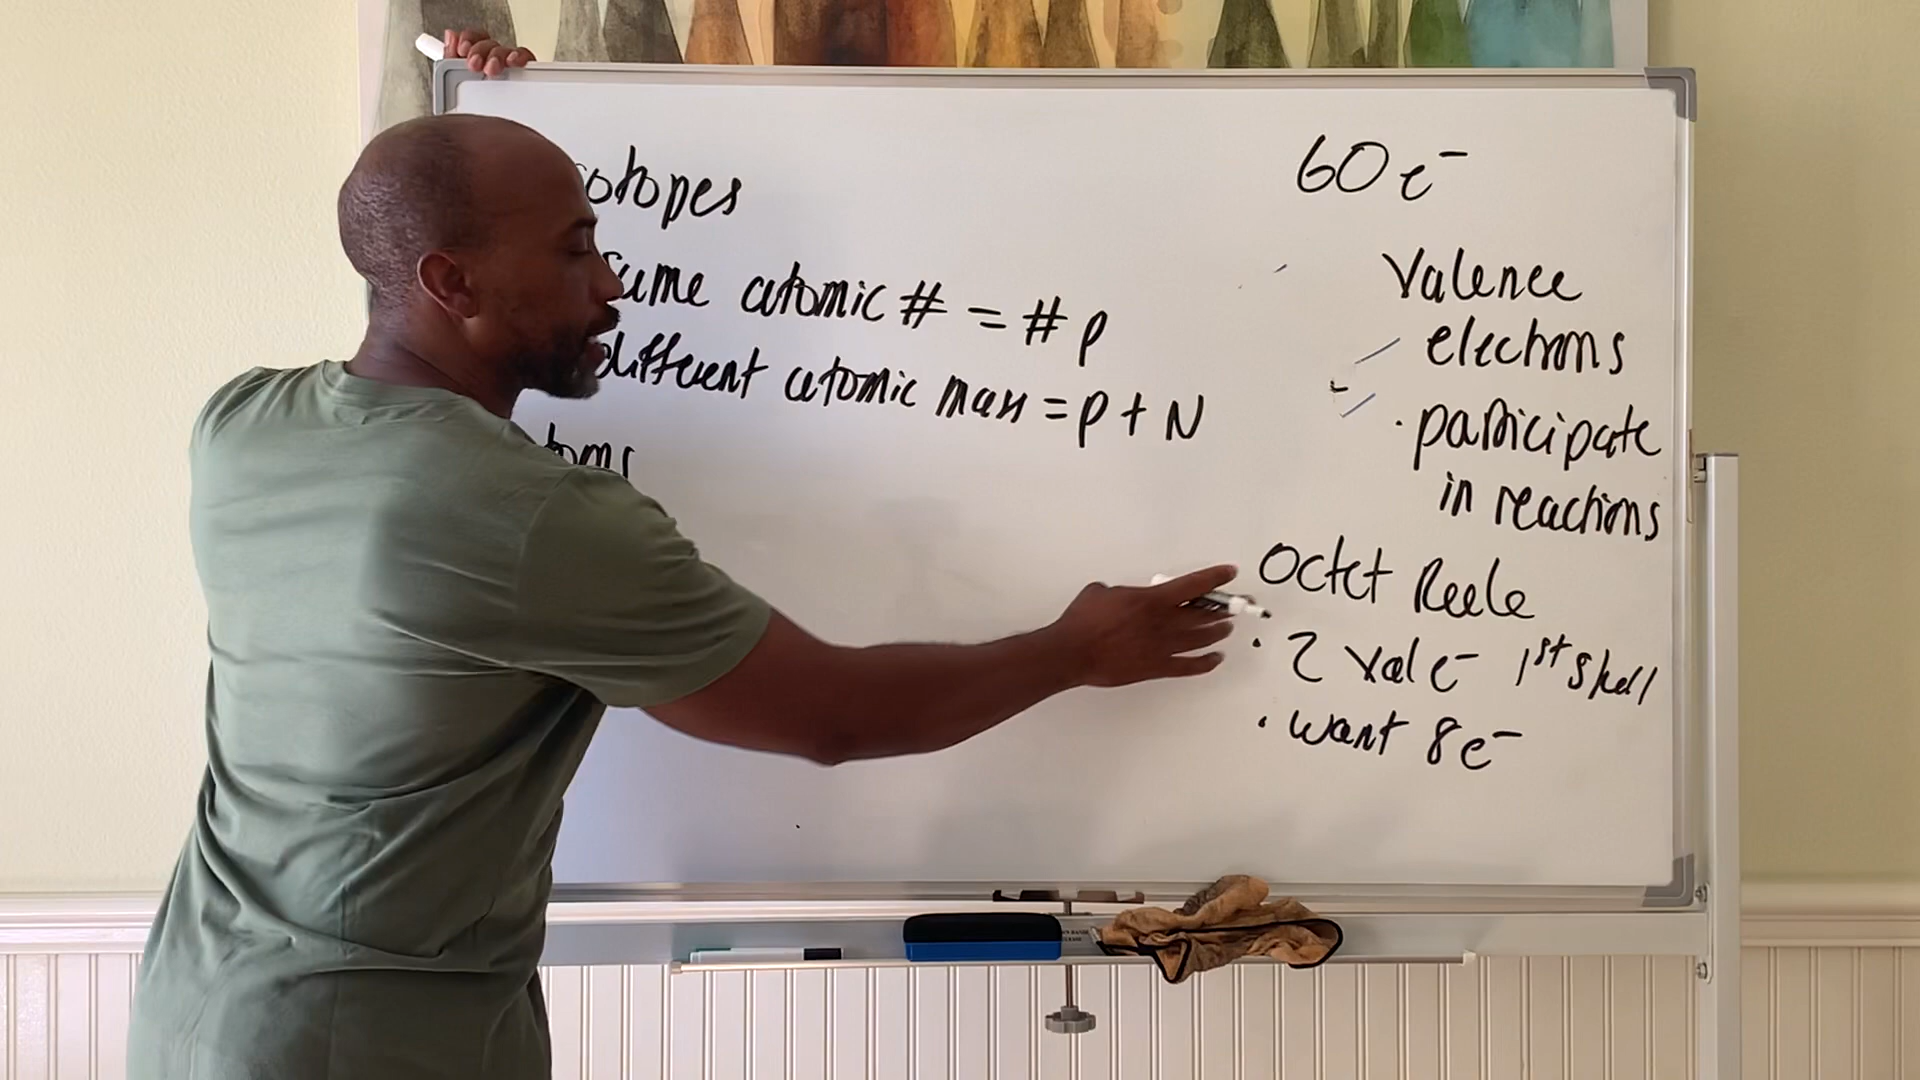 otopes
same atomic # = # p
different atomic mass = p + N
toms
60 e-
Valence
electrons
· participate
in reactions
Octet Rule
· 2 val e- 1st shell
· want 8 e-